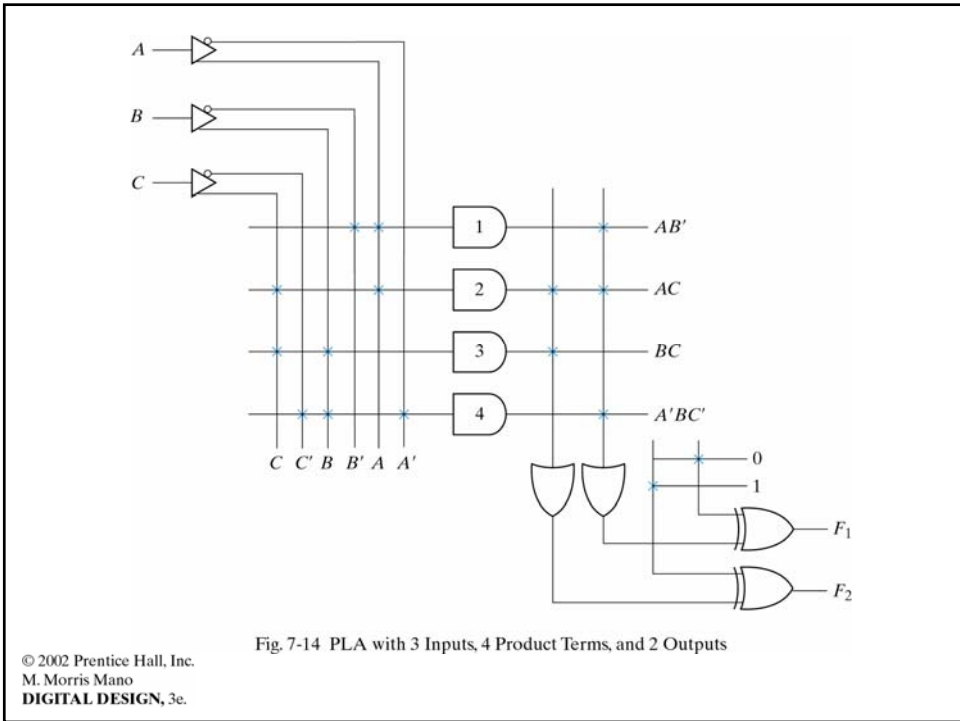 A
B
C
1
AB'
2
AC
3
BC
4
A'BC'
C C' B B' A A'
0
1
F1
F2
Fig. 7-14 PLA with 3 Inputs, 4 Product Terms, and 2 Outputs
© 2002 Prentice Hall, Inc.
M. Morris Mano
DIGITAL DESIGN, 3e.